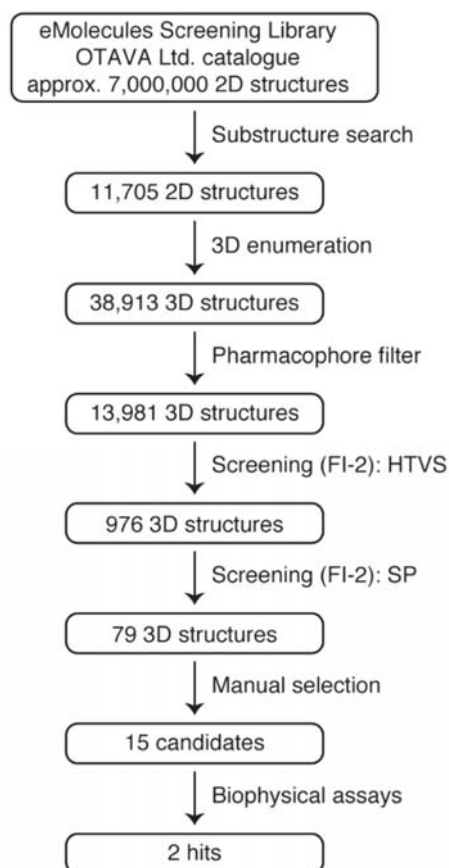 eMolecules Screening Library
OTAVA Ltd. catalogue
approx. 7,000,000 2D structures
Substructure search
11,705 2D structures
3D enumeration
38,913 3D structures
Pharmacophore filter
13,981 3D structures
Screening (FI-2): HTVS
976 3D structures
Screening (FI-2): SP
79 3D structures
Manual selection
15 candidates
Biophysical assays
2 hits